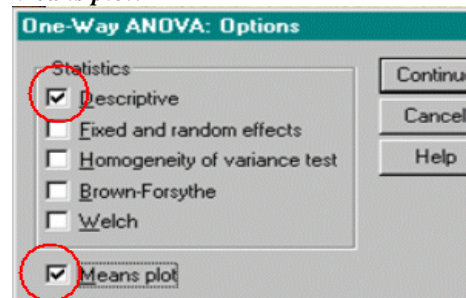 One-Way ANOVA: Options
Statistics
Descriptive
Fixed and random effects
Homogeneity of variance test
Brown-Forsythe
Welch
Means plot
Continue
Cancel
Help